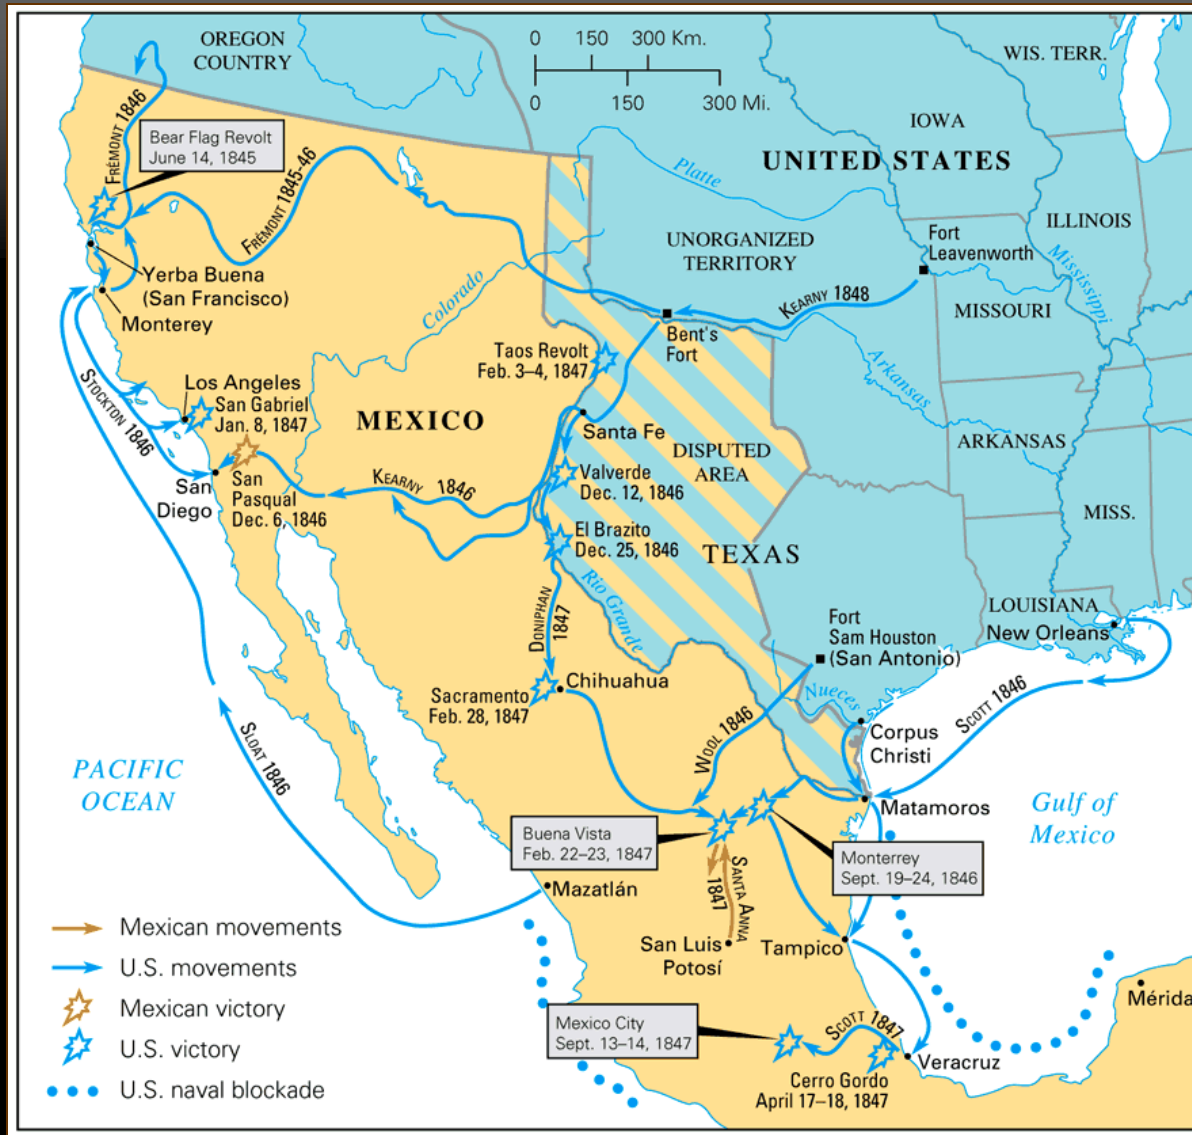 OREGON
COUNTRY
0 150 300 Km.
0 150 300 Mi.
WIS. TERR.
IOWA
UNITED STATES
ILLINOIS
Platte
UNORGANIZED
TERRITORY
Fort
Leavenworth
Mississippi
MISSOURI
KEARNY 1848
FRÉMONT 1846
Bear Flag Revolt
June 14, 1845
FRÉMONT 1845-46
Yerba Buena
(San Francisco)
Monterey
Colorado
Bent's
Fort
Arkansas
Taos Revolt
Feb. 3–4, 1847
STOCKTON 1846
Los Angeles
San Gabriel
Jan. 8, 1847
MEXICO
Santa Fe
DISPUTED
AREA
ARKANSAS
San
Diego
San
Pasqual
Dec. 6, 1846
KEARNY 1846
Valverde
Dec. 12, 1846
MISS.
El Brazito
Dec. 25, 1846
TEXAS
Rio Grande
DONIPHAN
1847
LOUISIANA
New Orleans
Fort
Sam Houston
(San Antonio)
Chihuahua
Sacramento
Feb. 28, 1847
Nueces
SCOTT 1846
WOOL 1846
Corpus
Christi
SLOAT 1846
PACIFIC
OCEAN
Matamoros
Gulf of
Mexico
Buena Vista
Feb. 22–23, 1847
Monterrey
Sept. 19–24, 1846
Mazatlán
SANTA ANNA
1847
San Luis
Potosí
Tampico
Mérida
Mexico City
Sept. 13–14, 1847
SCOTT 1847
Veracruz
Cerro Gordo
April 17–18, 1847
Mexican movements
U.S. movements
Mexican victory
U.S. victory
U.S. naval blockade